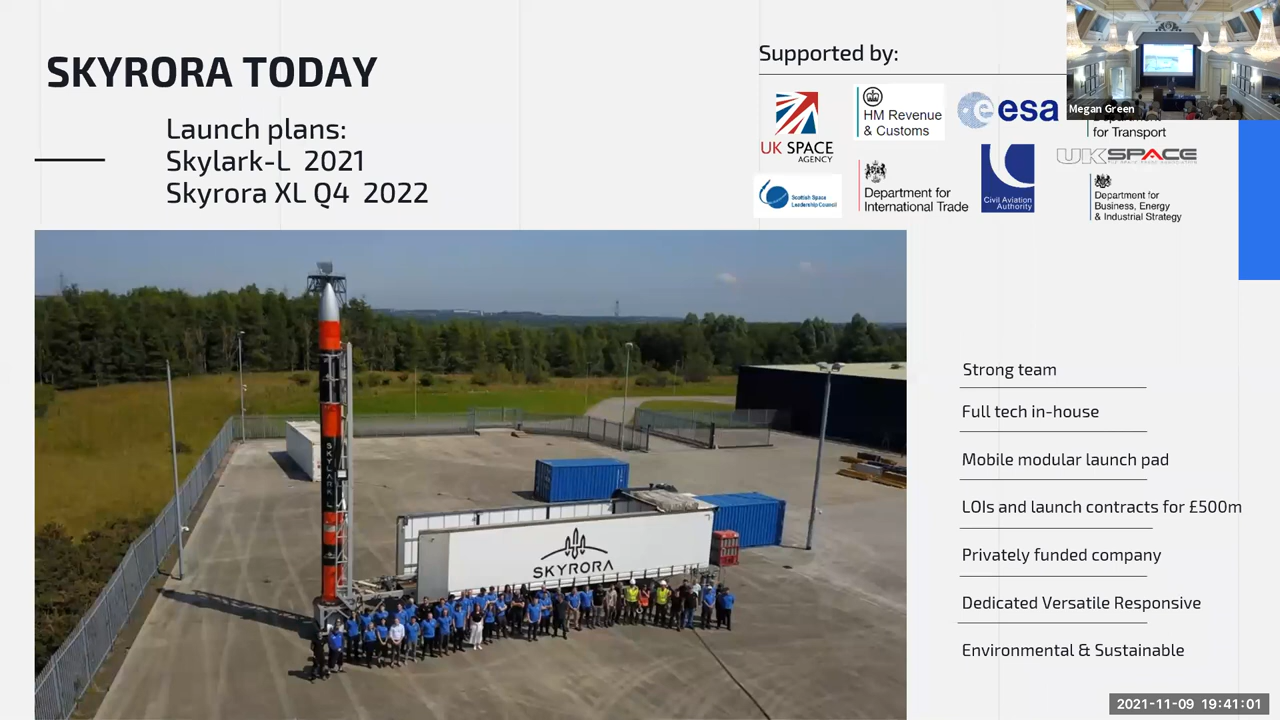 SKYRORA TODAY
Launch plans:
Skylark-L 2021
Skyrora XL Q4 2022
Supported by:
UK SPACE
AGENCY
HM Revenue
& Customs
esa
for Transport
UKSPACE
Scottish Space
Leadership Council
Department for
International Trade
Civil Aviation
Authority
Department for
Business, Energy
& Industrial Strategy
Megan Green
SKYLARK L
SKYRORA
Strong team
Full tech in-house
Mobile modular launch pad
LOIs and launch contracts for £500m
Privately funded company
Dedicated Versatile Responsive
Environmental & Sustainable
2021-11-09 19:41:01